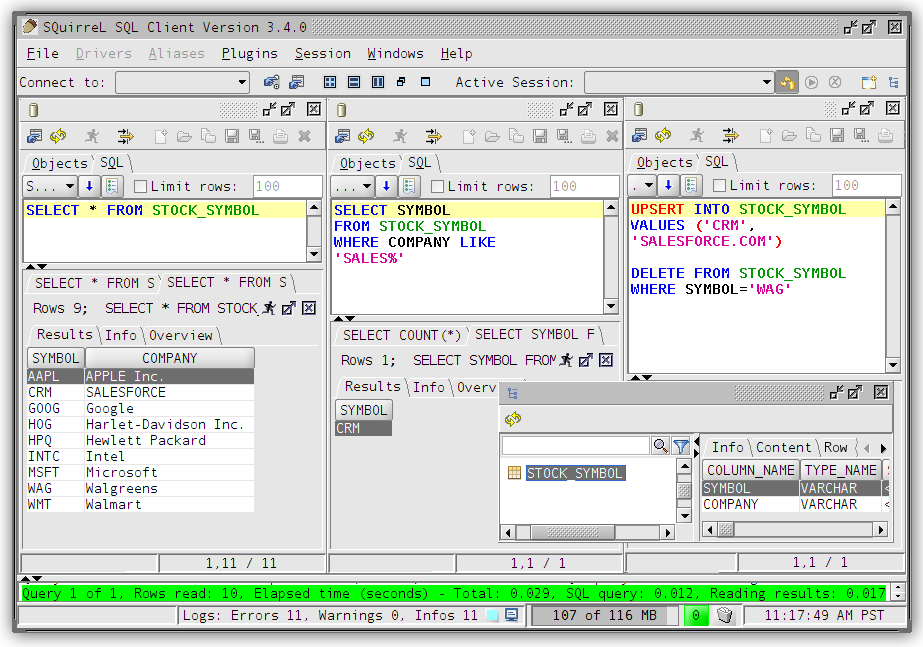 SQuirreL SQL Client Version 3.4.0
File Drivers Aliases Plugins Session Windows Help
Connect to: Active Session:
Objects SQL
S... Limit rows: 100
SELECT * FROM STOCK_SYMBOL
SELECT * FROM S SELECT * FROM S
Rows 9; SELECT * FROM STOCK
Results Info Overview
SYMBOL COMPANY
AAPL APPLE Inc.
CRM SALESFORCE
GOOG Google
HOG Harlet-Davidson Inc.
HPQ Hewlett Packard
INTC Intel
MSFT Microsoft
WAG Walgreens
WMT Walmart
1,11 / 11
Objects SQL
... Limit rows: 100
SELECT SYMBOL
FROM STOCK_SYMBOL
WHERE COMPANY LIKE
'SALES%'
SELECT COUNT(*) SELECT SYMBOL F
Rows 1; SELECT SYMBOL FROM
Results Info Overv
SYMBOL
CRM
1,1 / 1
Objects SQL
. Limit rows: 100
UPSERT INTO STOCK_SYMBOL
VALUES ('CRM',
'SALESFORCE.COM')
DELETE FROM STOCK_SYMBOL
WHERE SYMBOL='WAG'
STOCK_SYMBOL
Info Content Row
COLUMN_NAME TYPE_NAME
SYMBOL VARCHAR <
COMPANY VARCHAR <
1,1 / 1
Query 1 of 1, Rows read: 10, Elapsed time (seconds) - Total: 0.029, SQL query: 0.012, Reading results: 0.017
Logs: Errors 11, Warnings 0, Infos 11 107 of 116 MB 0 11:17:49 AM PST